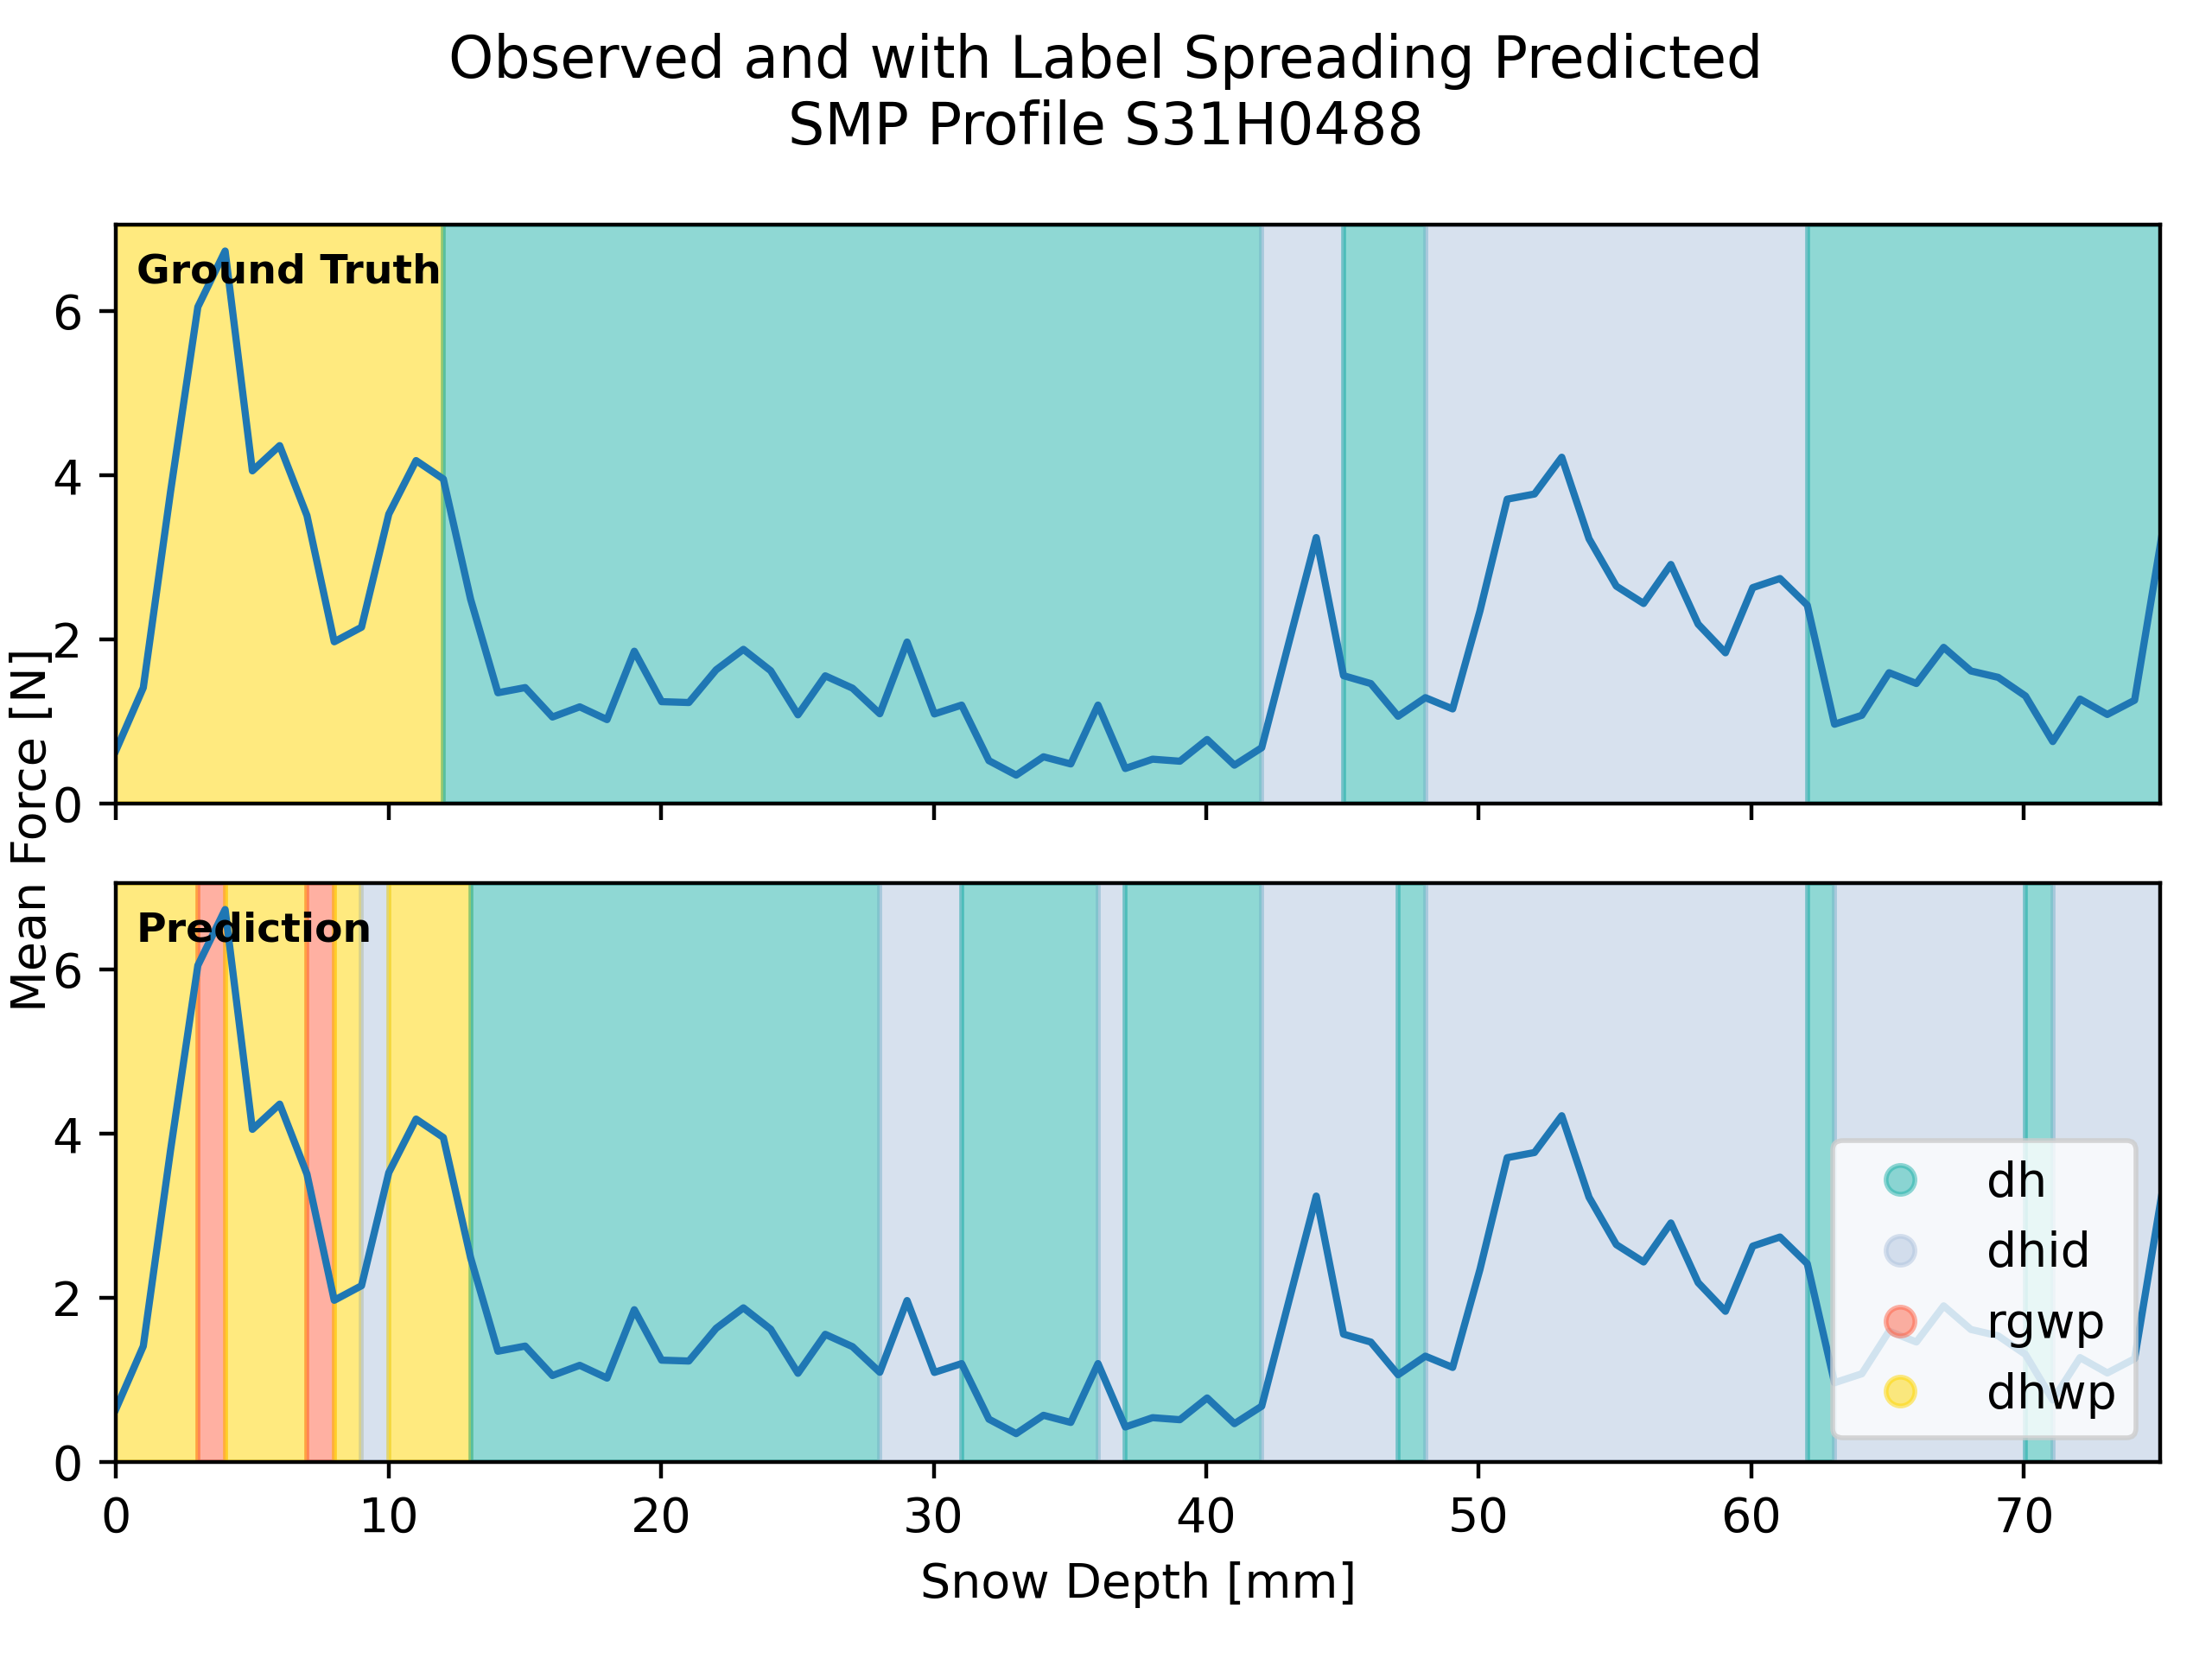 Observed and with Label Spreading Predicted
SMP Profile S31H0488
Ground Truth
6
4
2
0
Mean Force [N]
Prediction
6
4
2
0
dh
dhid
rgwp
dhwp
0 10 20 30 40 50 60 70
Snow Depth [mm]